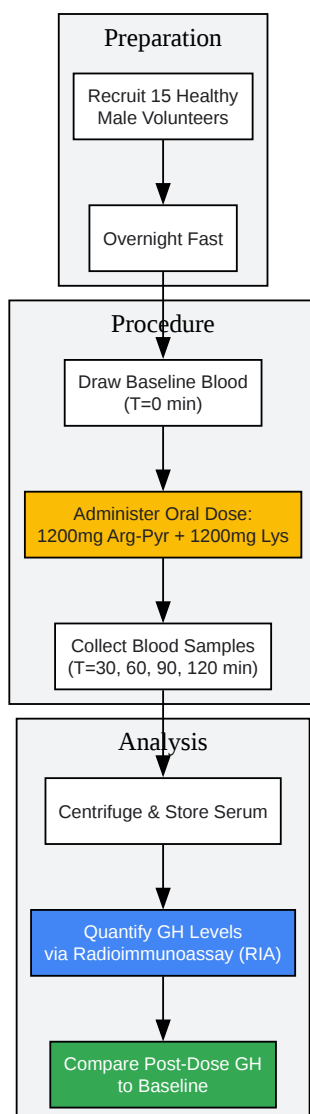 Preparation
Recruit 15 Healthy
Male Volunteers
Overnight Fast
Procedure
Draw Baseline Blood
(T=0 min)
Administer Oral Dose:
1200mg Arg-Pyr + 1200mg Lys
Collect Blood Samples
(T=30, 60, 90, 120 min)
Analysis
Centrifuge & Store Serum
Quantify GH Levels
via Radioimmunoassay (RIA)
Compare Post-Dose GH
to Baseline